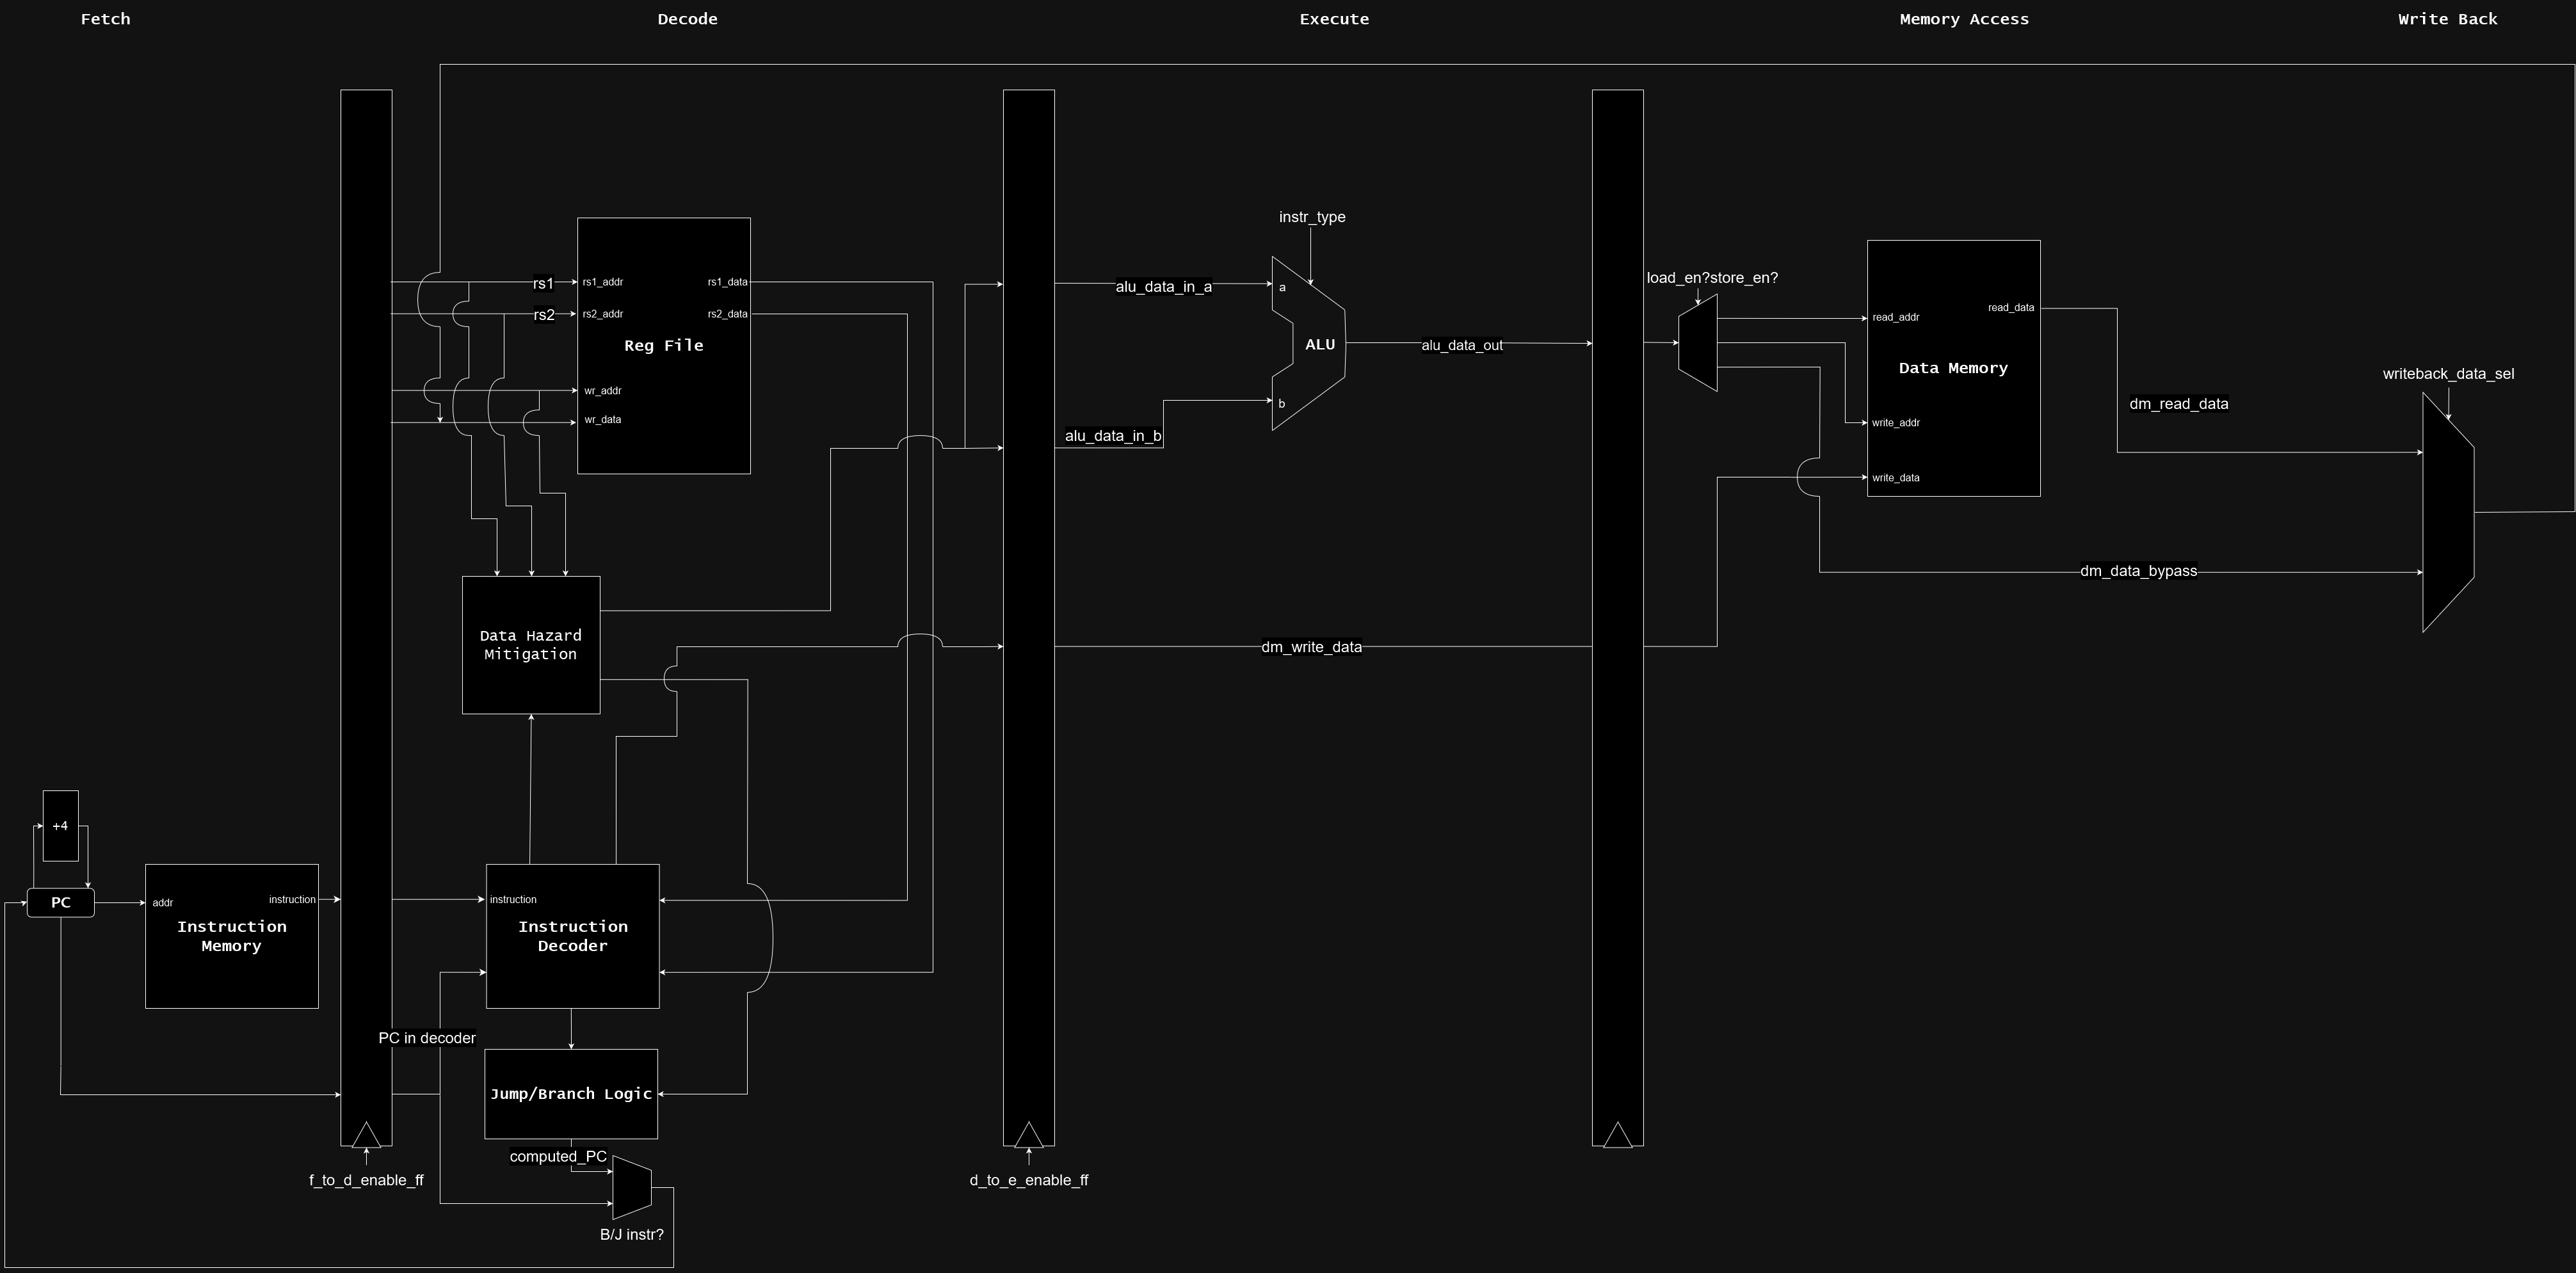 Fetch
Decode
Execute
Memory Access
Write Back
instr_type
rs1
rs1_addr
rs1_data
rs2
rs2_addr
rs2_data
Reg File
wr_addr
wr_data
alu_data_in_a
a
ALU
alu_data_out
alu_data_in_b
b
load_en?store_en?
read_addr
read_data
Data Memory
write_addr
write_data
dm_read_data
writeback_data_sel
dm_data_bypass
Data Hazard
Mitigation
dm_write_data
+4
PC
addr
instruction
Instruction
Memory
instruction
Instruction
Decoder
PC in decoder
Jump/Branch Logic
computed_PC
f_to_d_enable_ff
d_to_e_enable_ff
B/J instr?